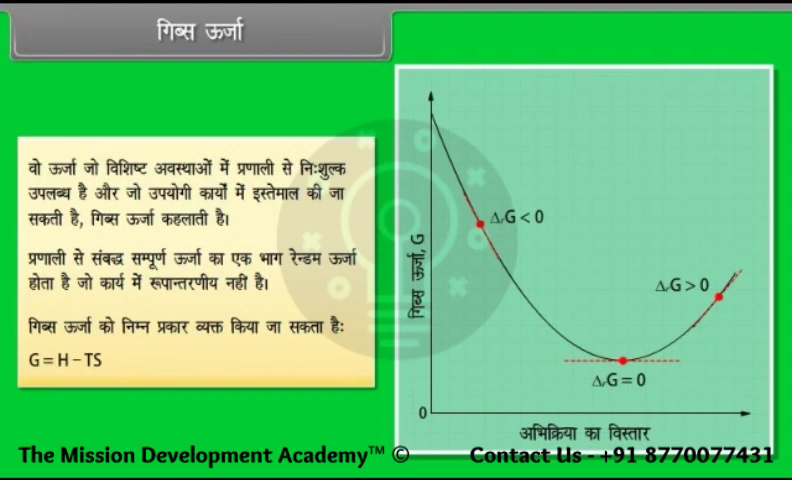 गिब्स ऊर्जा
वो ऊर्जा जो विशिष्ट अवस्थाओं में प्रणाली से निःशुल्क
उपलब्ध है और जो उपयोगी कार्यों में इस्तेमाल की जा
सकती है, गिब्स ऊर्जा कहलाती है।
प्रणाली से संबद्ध सम्पूर्ण ऊर्जा का एक भाग रेन्डम ऊर्जा
होता है जो कार्य में रूपान्तरणीय नहीं है।
गिब्स ऊर्जा को निम्न प्रकार व्यक्त किया जा सकता हैः
G = H − TS
गिब्स ऊर्जा, G
ΔᵣG < 0
ΔᵣG > 0
ΔᵣG = 0
0
अभिक्रिया का विस्तार
The Mission Development Academy™ ©
Contact Us - +91 8770077431